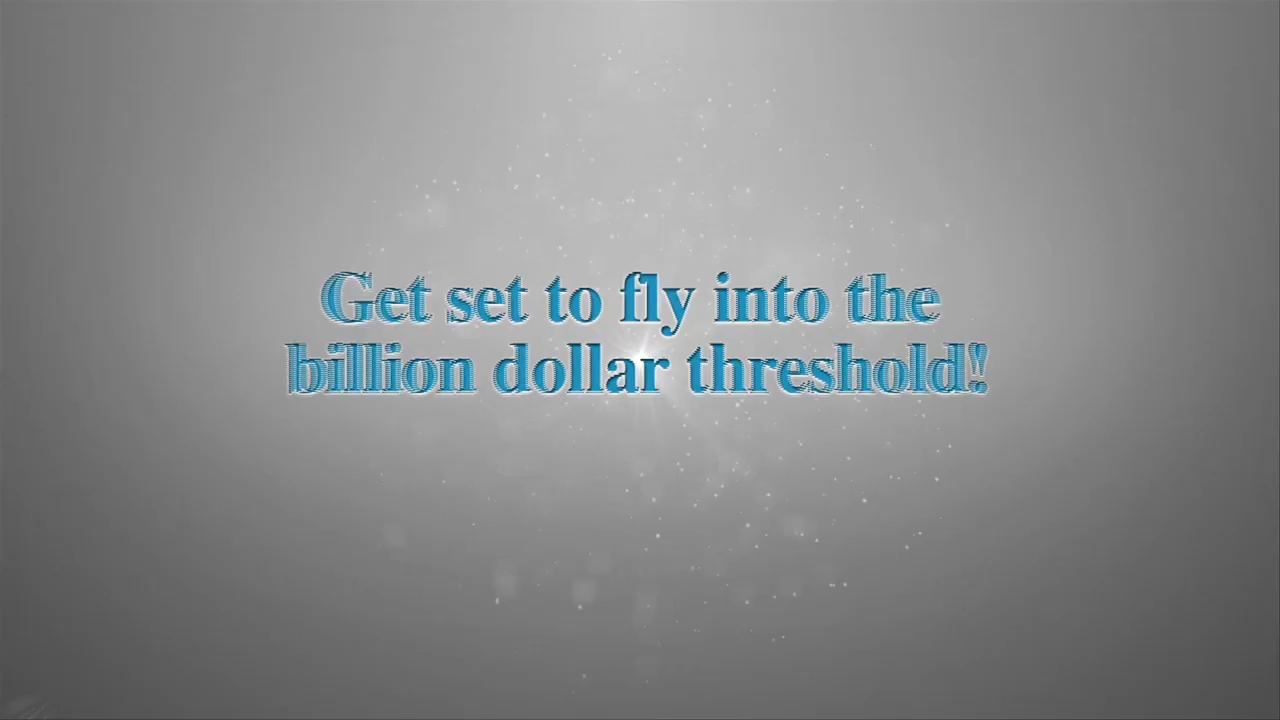 Get set to fly into the
billion dollar threshold!